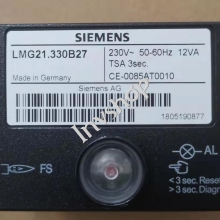 SIEMENS
LMG21.330B27
230V~ 50-60Hz 12VA
TSA 3sec.
Made in Germany
CE-0085AT0010
Siemens AG
1805190877
Invshop
FS
AL
< 3 sec. Reset
> 3 sec. Diagn